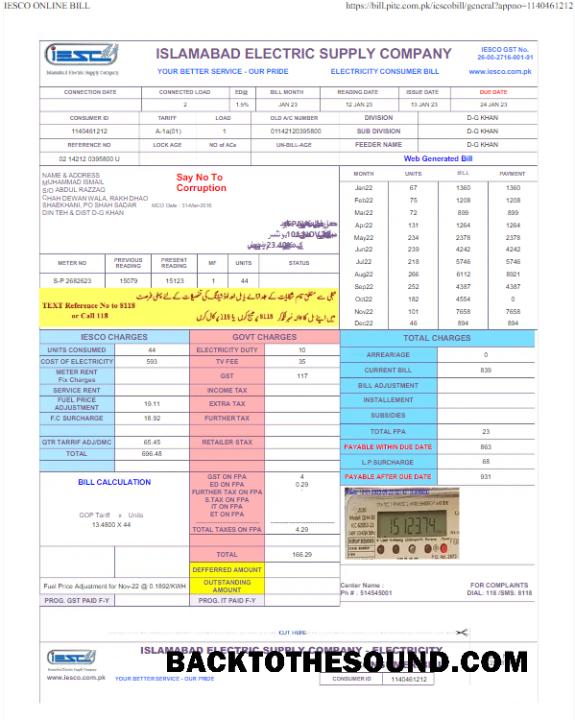 IESCO ONLINE BILL
https://bill.pitc.com.pk/iescobill/general?appno=1140461212
iesco
Islamabad Electric Supply Company
ISLAMABAD ELECTRIC SUPPLY COMPANY
YOUR BETTER SERVICE - OUR PRIDE
ELECTRICITY CONSUMER BILL
IESCO GST No.
26-00-2716-001-91
www.iesco.com.pk
CONNECTION DATE CONNECTED LOAD ED@ BILL MONTH READING DATE ISSUE DATE DUE DATE
2 1.5% JAN 23 12 JAN 23 13 JAN 23 24 JAN 23
CONSUMER ID TARIFF LOAD OLD A/C NUMBER DIVISION D-G KHAN
1140461212 A-1a(01) 1 01142120395800 SUB DIVISION D-G KHAN
REFERENCE NO LOCK AGE NO of ACs UN-BILL-AGE FEEDER NAME D-G KHAN
02 14212 0395800 U
Web Generated Bill
NAME & ADDRESS
MUHAMMAD ISMAIL
S/O ABDUL RAZZAQ
CHAH DEWAN WALA, RAKH DHAO
SHAEKHANI, PO SHAH SADAR
DIN TEH & DIST D-G KHAN
Say No To
Corruption
MONTH UNITS BILL PAYMENT
Jan22 67 1360 1360
Feb22 75 1208 1208
Mar22 72 899 899
Apr22 131 1264 1264
May22 234 2378 2378
Jun22 239 4242 4242
Jul22 218 5746 5746
Aug22 266 6112 8021
Sep22 252 4387 4387
Oct22 182 4554 0
Nov22 101 7658 7658
Dec22 46 894 894
METER NO PREVIOUS READING PRESENT READING MF UNITS STATUS
S-P 2682623 15079 15123 1 44
TEXT Reference No to 8118
or Call 118
IESCO CHARGES
UNITS CONSUMED 44
COST OF ELECTRICITY 593
METER RENT
Fix Charges
SERVICE RENT
FUEL PRICE ADJUSTMENT 19.11
F.C SURCHARGE 18.92
QTR TARRIF ADJ/DMC 65.45
TOTAL 696.48
GOVT CHARGES
ELECTRICITY DUTY 10
TV FEE 35
GST 117
INCOME TAX
EXTRA TAX
FURTHER TAX
RETAILER STAX
TOTAL CHARGES
ARREAR/AGE 0
CURRENT BILL 839
BILL ADJUSTMENT
INSTALLEMENT
SUBSIDIES
TOTAL FPA 23
PAYABLE WITHIN DUE DATE 863
L.P.SURCHARGE 68
PAYABLE AFTER DUE DATE 931
BILL CALCULATION
GOP Tariff x Units
13.4800 X 44
GST ON FPA 4
ED ON FPA 0.29
FURTHER TAX ON FPA
S.TAX ON FPA
IT ON FPA
ET ON FPA
TOTAL TAXES ON FPA 4.29
TOTAL 166.29
DEFFERRED AMOUNT
Fuel Price Adjustment for Nov-22 @ 0.1892/KWH
OUTSTANDING AMOUNT
PROG. GST PAID F-Y
PROG. IT PAID F-Y
Center Name :
Ph # : 514545001
FOR COMPLAINTS
DIAL: 118 /SMS: 8118
CUT HERE
iesco
www.iesco.com.pk
YOUR BETTER SERVICE - OUR PRIDE
BACKTOTHESOUND.COM
CONSUMER ID 1140461212